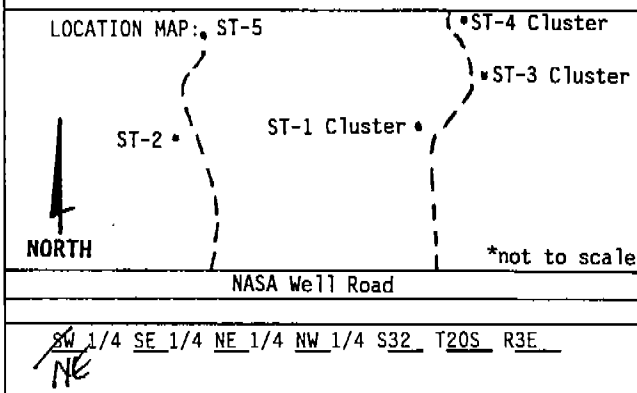 LOCATION MAP: ST-5
ST-4 Cluster
ST-3 Cluster
ST-2
ST-1 Cluster
NORTH
*not to scale
NASA Well Road
SW 1/4 SE 1/4 NE 1/4 NW 1/4 S32 T20S R3E
NE